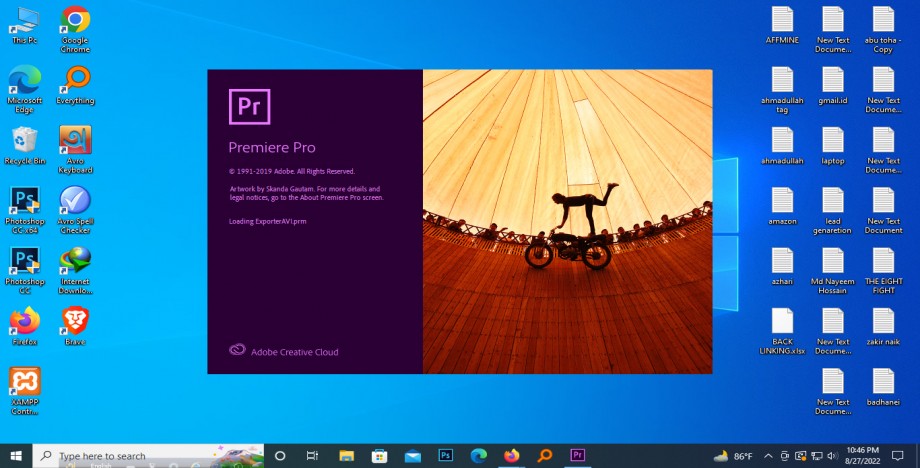 This Pc
Google
Chrome
Microsoft
Edge
Everything
Recycle Bin
Avro
Keyboard
Photoshop
CC x64
Avro Spell
Checker
Ps
Photoshop
CC
Ps
Internet
Downlo...
Firefox
Brave
XAMPP
Contr...
Pr
Premiere Pro
© 1991-2019 Adobe. All Rights Reserved.
Artwork by Skanda Gautam. For more details and
legal notices, go to the About Premiere Pro screen.
Loading ExporterAVI.prm
Adobe Creative Cloud
AFFMINE
New Text
Docume...
abu toha -
Copy
ahmadullah
tag
gmail.id
New Text
Docume...
ahmadullah
laptop
New Text
Docume...
amazon
lead
genaretion
New Text
Document
azhari
Md Nayeem
Hossain
THE EIGHT
FIGHT
BACK
LINKING.xlsx
New Text
Docume...
zakir naik
New Text
Docume...
badhanei
Type here to search
English
Ps
Pr
86°F
10:46 PM
8/27/2022